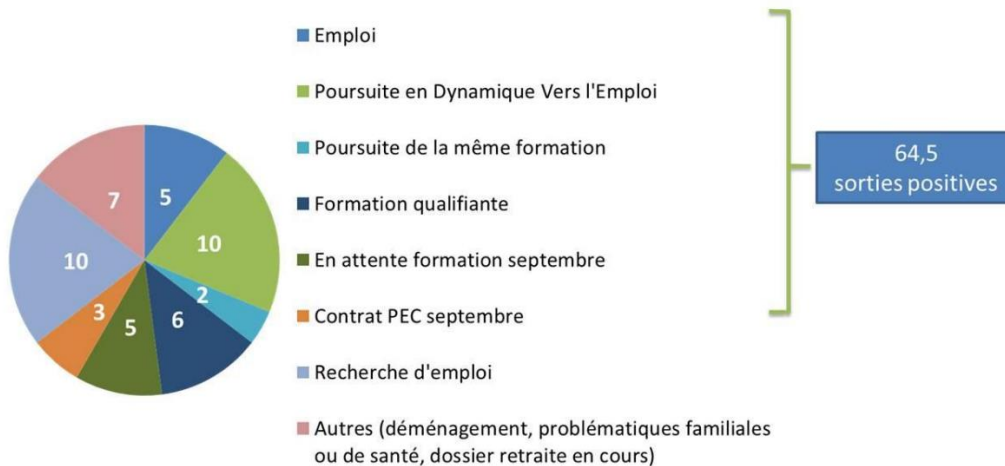 Emploi
Poursuite en Dynamique Vers l'Emploi
Poursuite de la même formation
Formation qualifiante
En attente formation septembre
Contrat PEC septembre
Recherche d'emploi
Autres (déménagement, problématiques familiales
ou de santé, dossier retraite en cours)
5
10
2
6
5
3
10
7
64,5
sorties positives